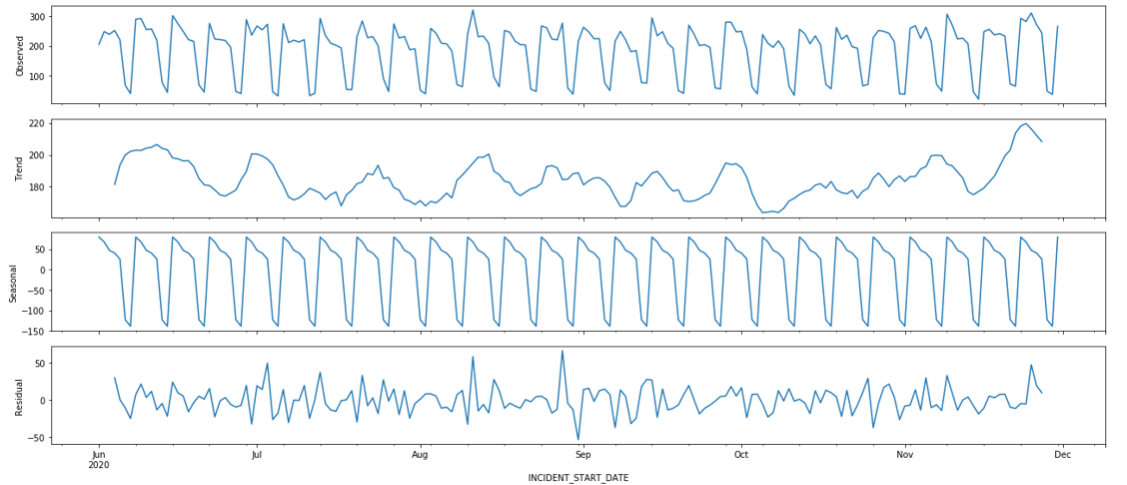 300
200
100
Observed
220
200
180
Trend
50
0
−50
−100
−150
Seasonal
50
0
−50
Residual
Jun
2020
Jul
Aug
Sep
Oct
Nov
Dec
INCIDENT_START_DATE